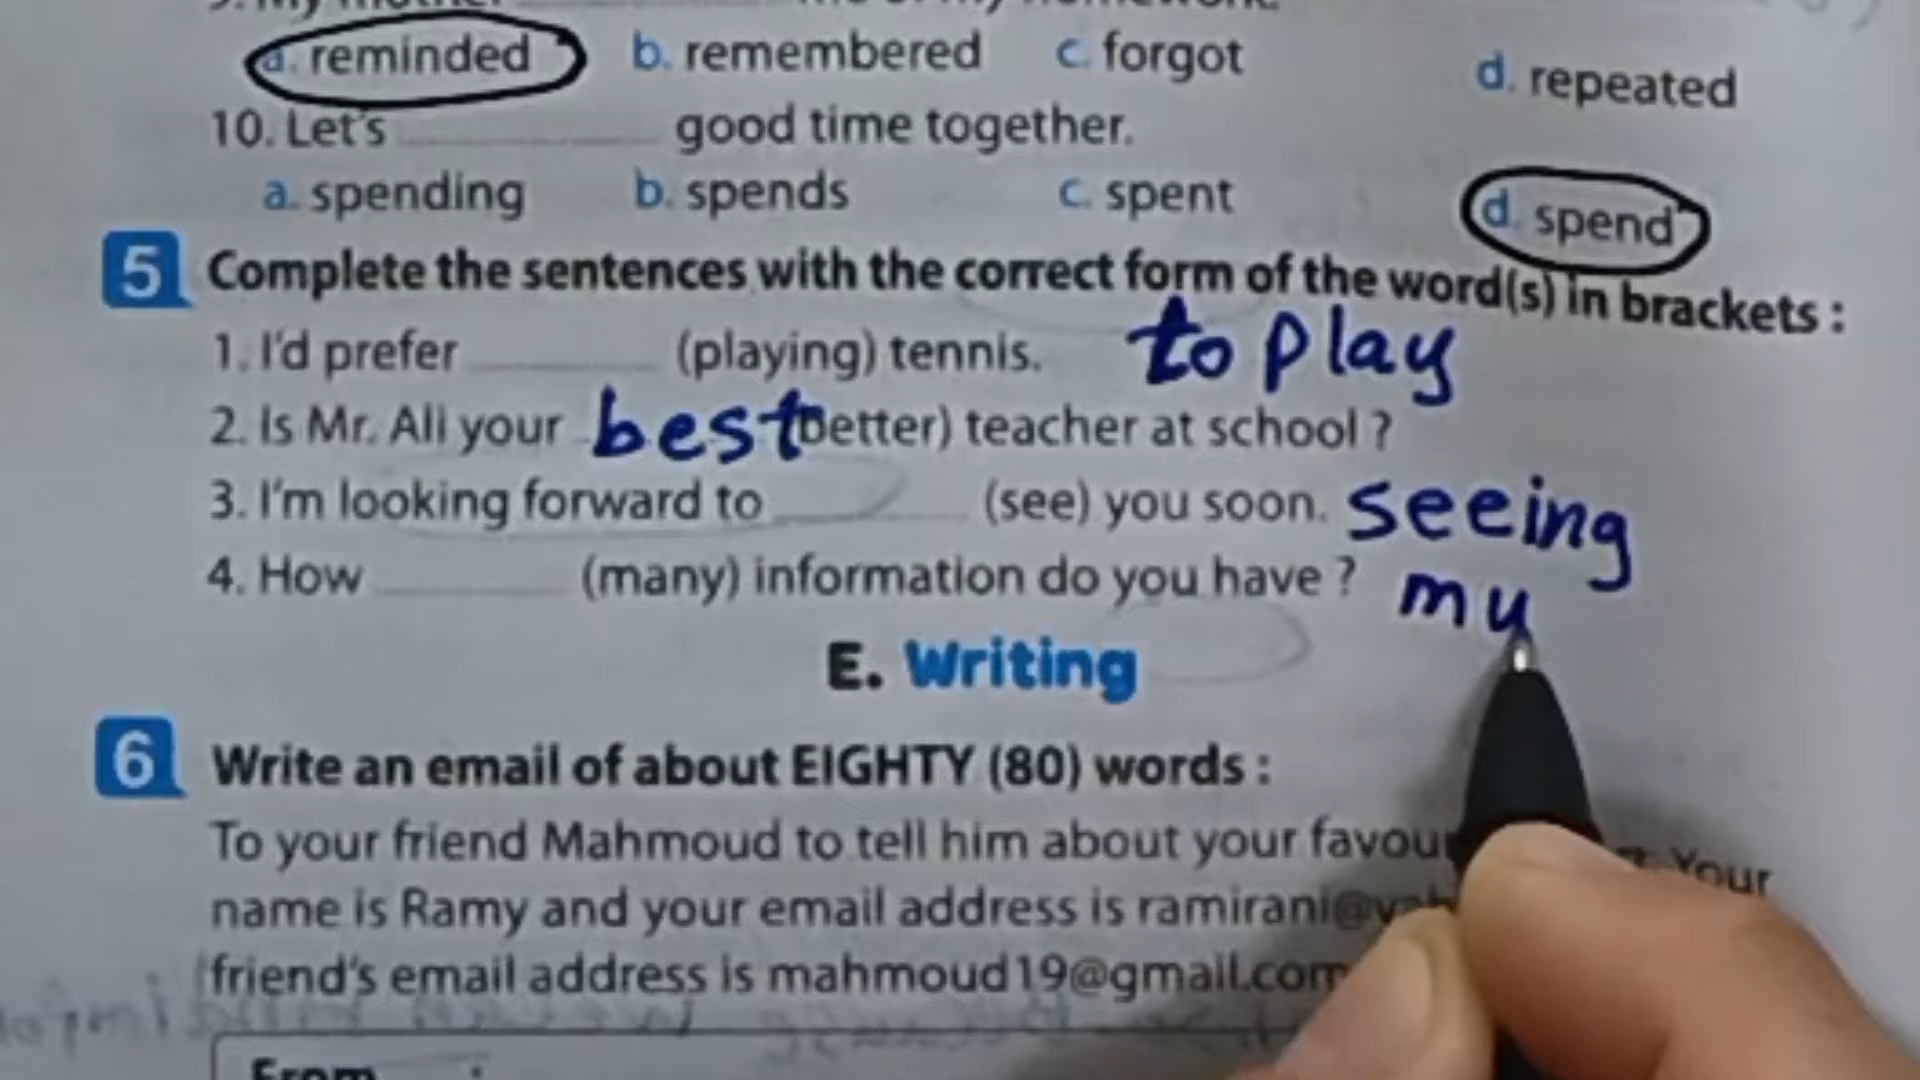 a. reminded b. remembered c. forgot d. repeated
10. Let's ________ good time together.
a. spending b. spends c. spent d. spend
5 Complete the sentences with the correct form of the word(s) in brackets :
1. I'd prefer ________ (playing) tennis. to play
2. Is Mr. Ali your best better) teacher at school ?
3. I'm looking forward to ________ (see) you soon. seeing
4. How ________ (many) information do you have ? mu
E. Writing
6 Write an email of about EIGHTY (80) words :
To your friend Mahmoud to tell him about your Your
name is Ramy and your email address is
friend's email address is mahmoud19@gmail.com
From :